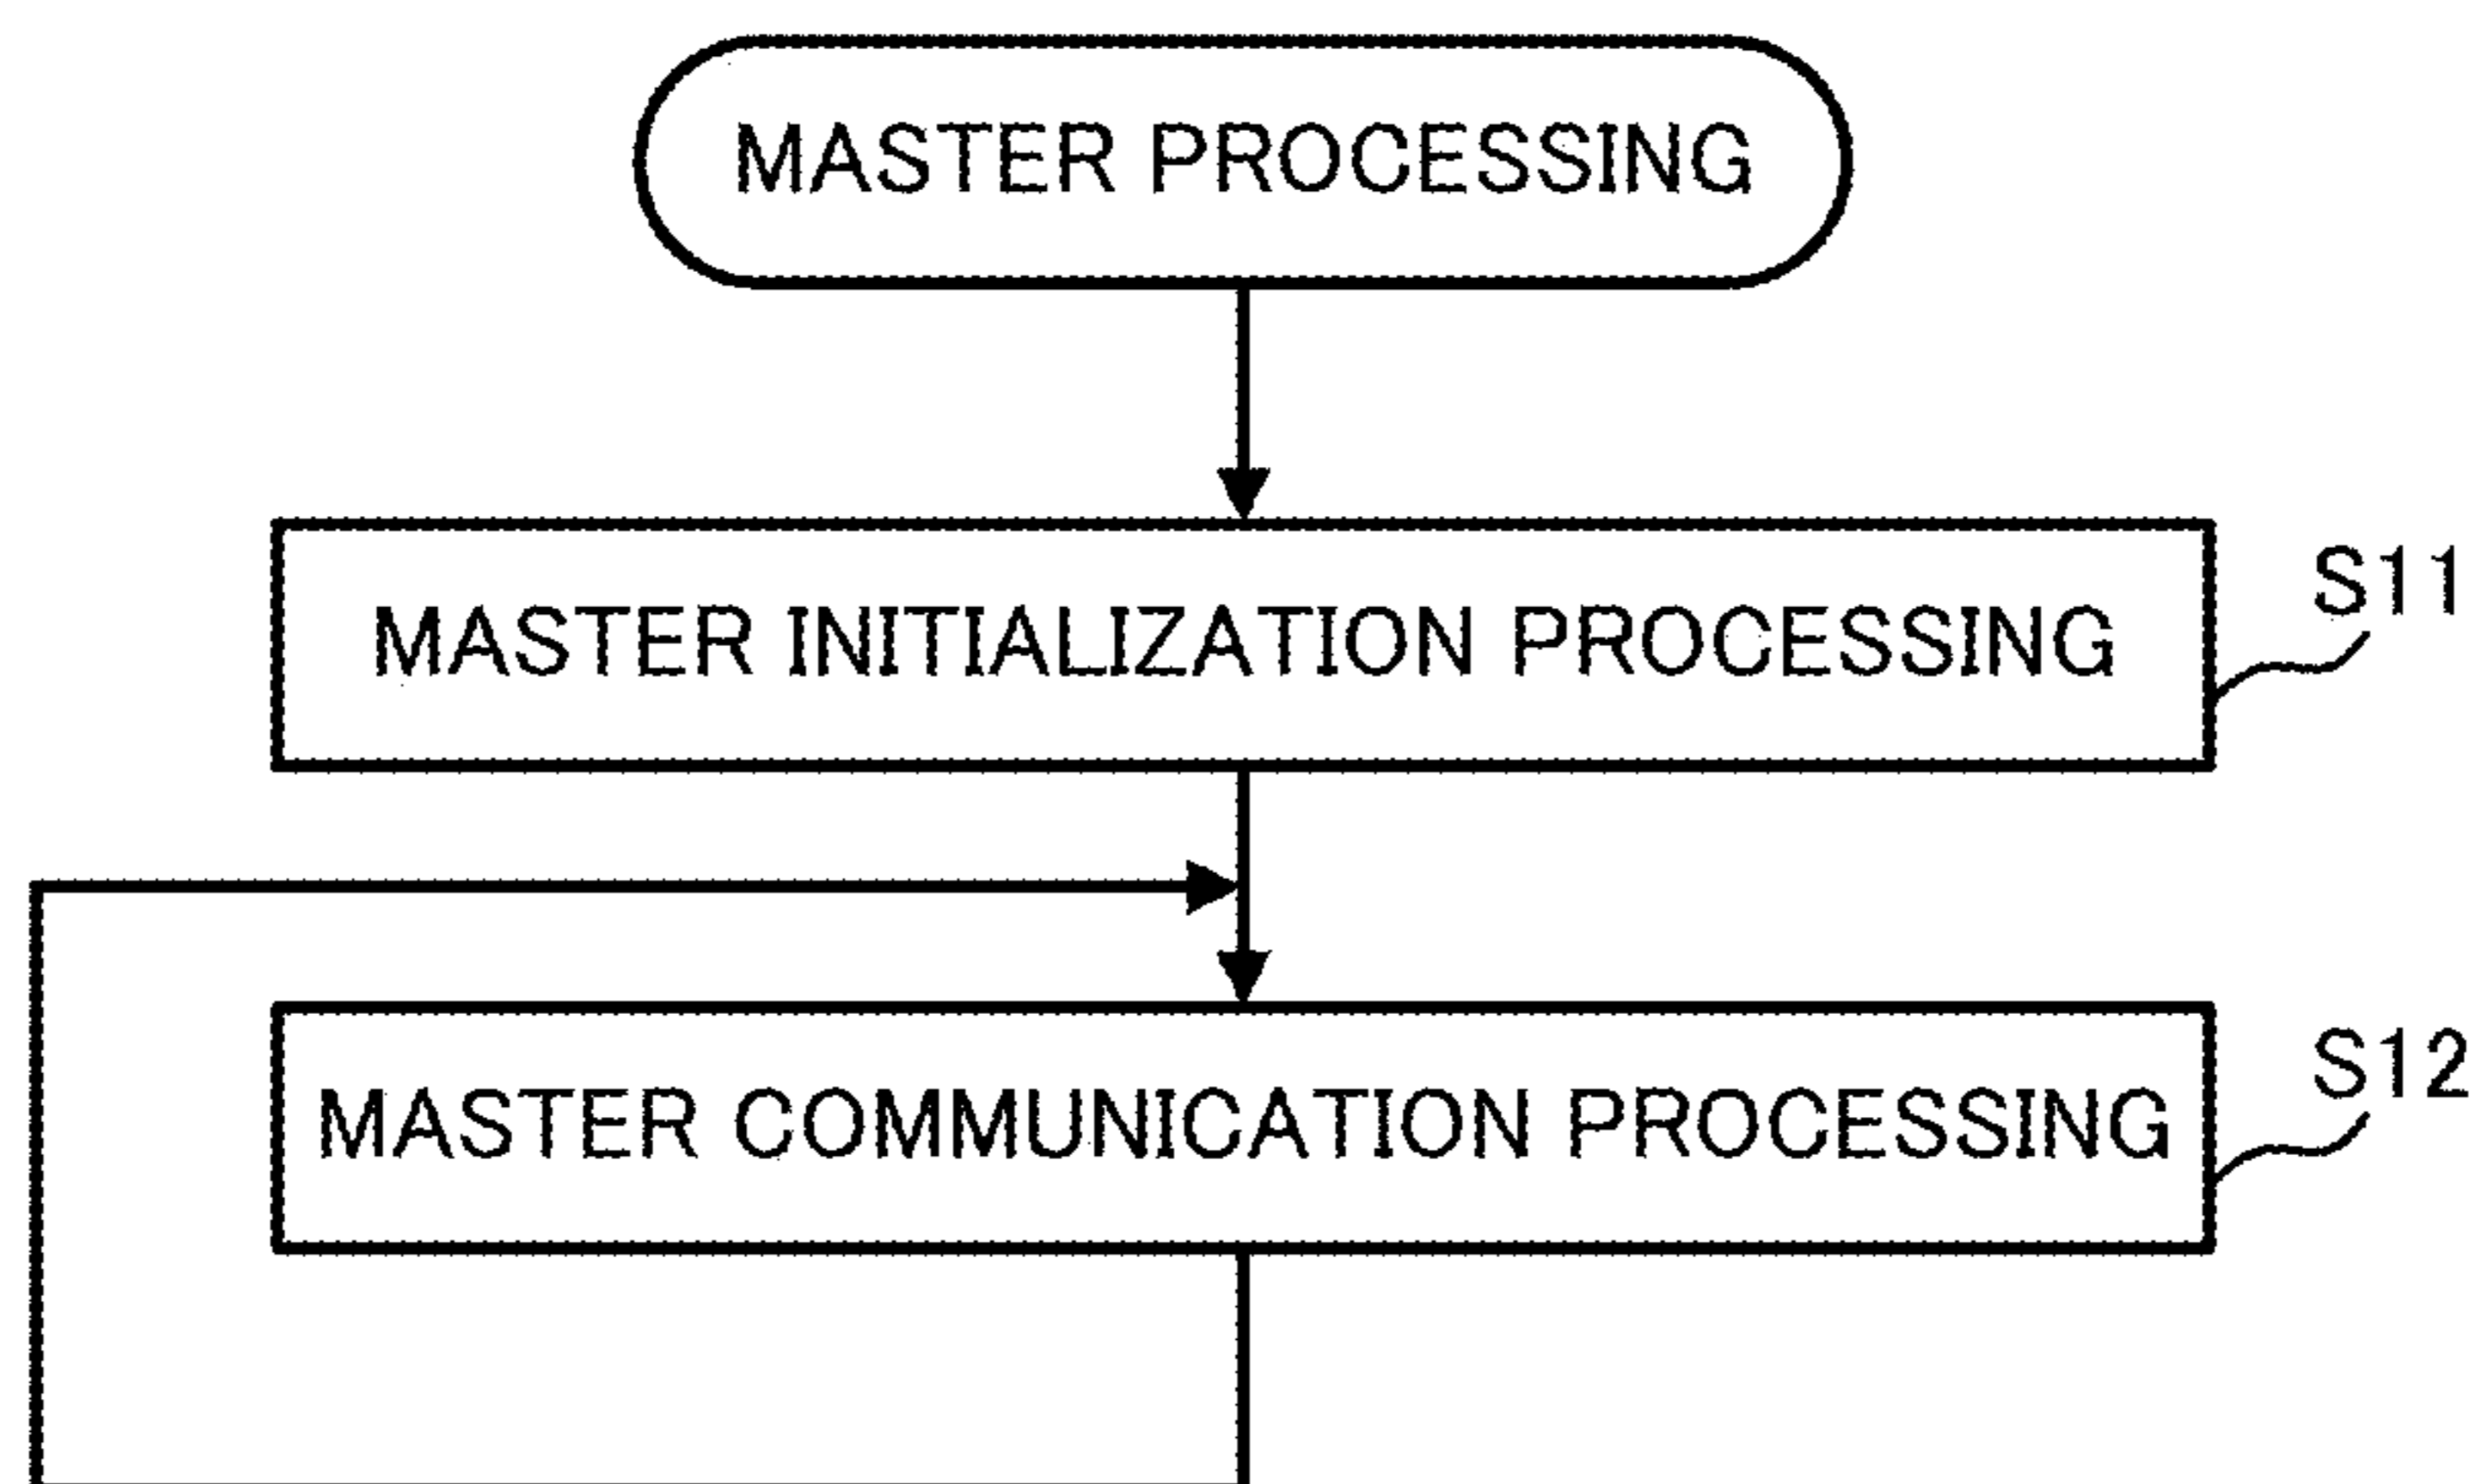 MASTER PROCESSING
S11
MASTER INITIALIZATION PROCESSING
S12
MASTER COMMUNICATION PROCESSING